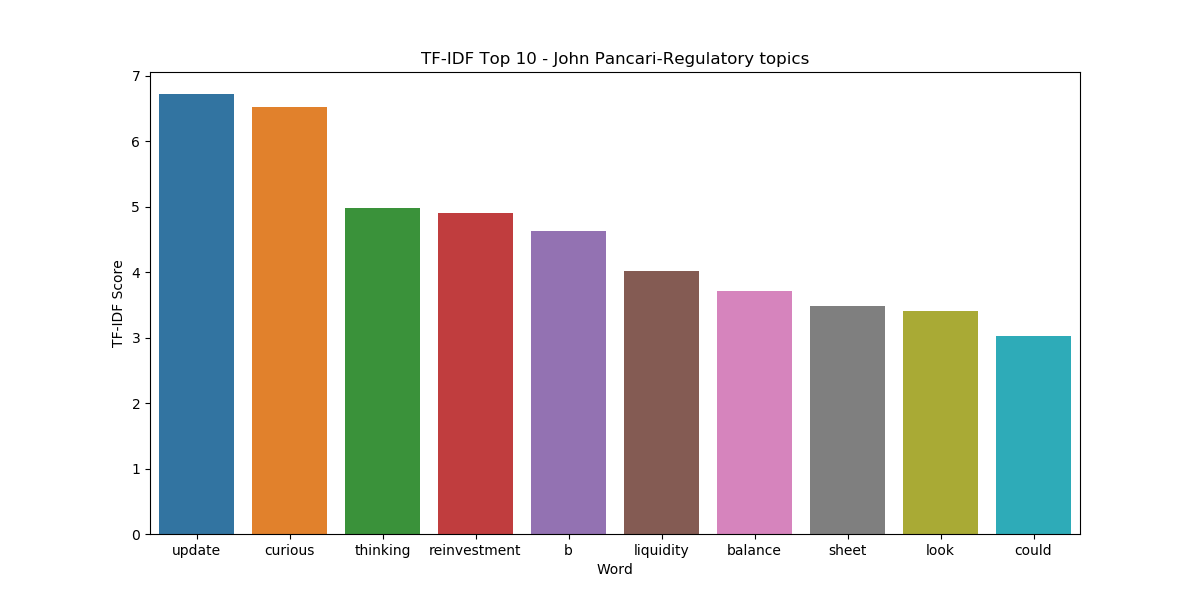 TF-IDF Top 10 - John Pancari-Regulatory topics
TF-IDF Score
7
6
5
4
3
2
1
0
update curious thinking reinvestment b liquidity balance sheet look could
Word